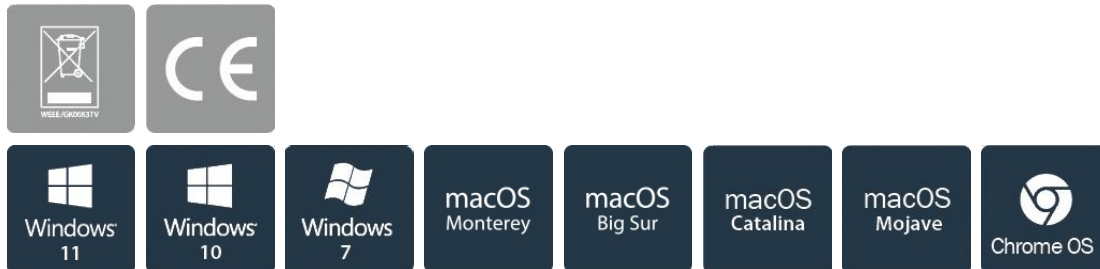 WEEE/GK0063TV
CE
Windows
11
Windows
10
Windows
7
macOS
Monterey
macOS
Big Sur
macOS
Catalina
macOS
Mojave
Chrome OS